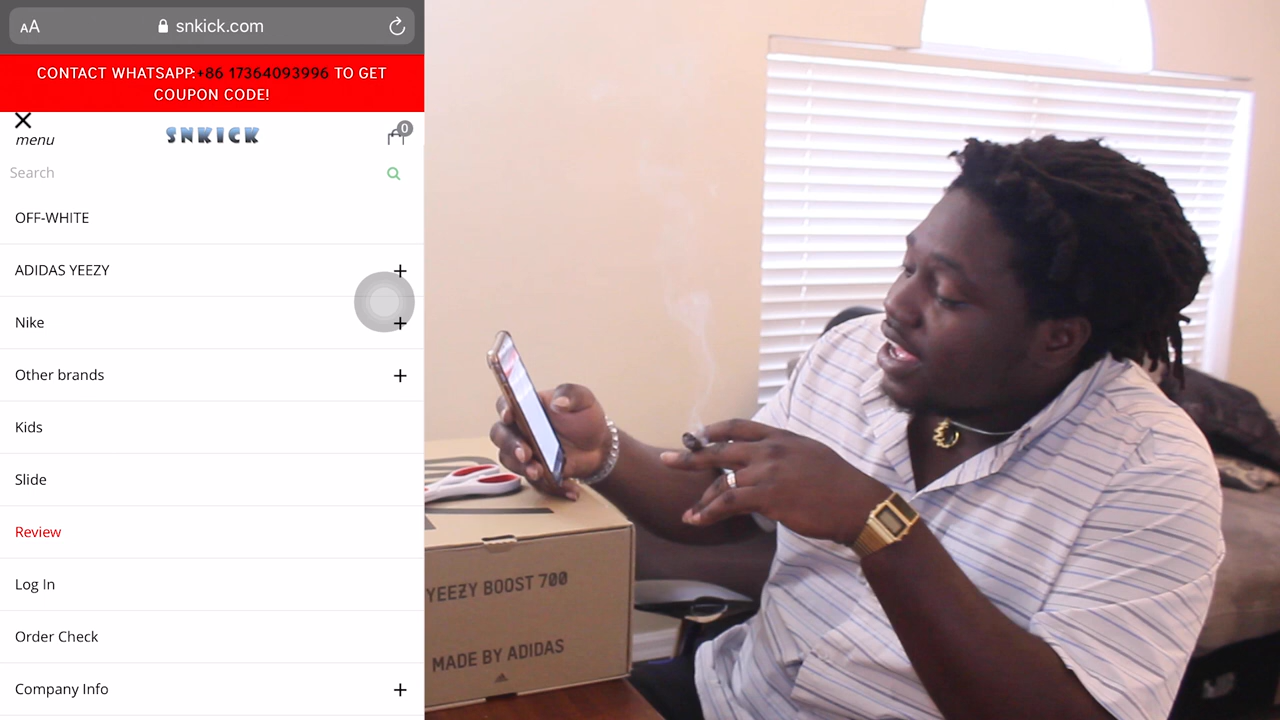 AA
snkick.com
CONTACT WHATSAPP:+86 17364093996 TO GET
COUPON CODE!
menu
SNKICK
0
Search
OFF-WHITE
ADIDAS YEEZY
Nike
Other brands
Kids
Slide
Review
Log In
Order Check
Company Info
YEEZY BOOST 700
MADE BY ADIDAS